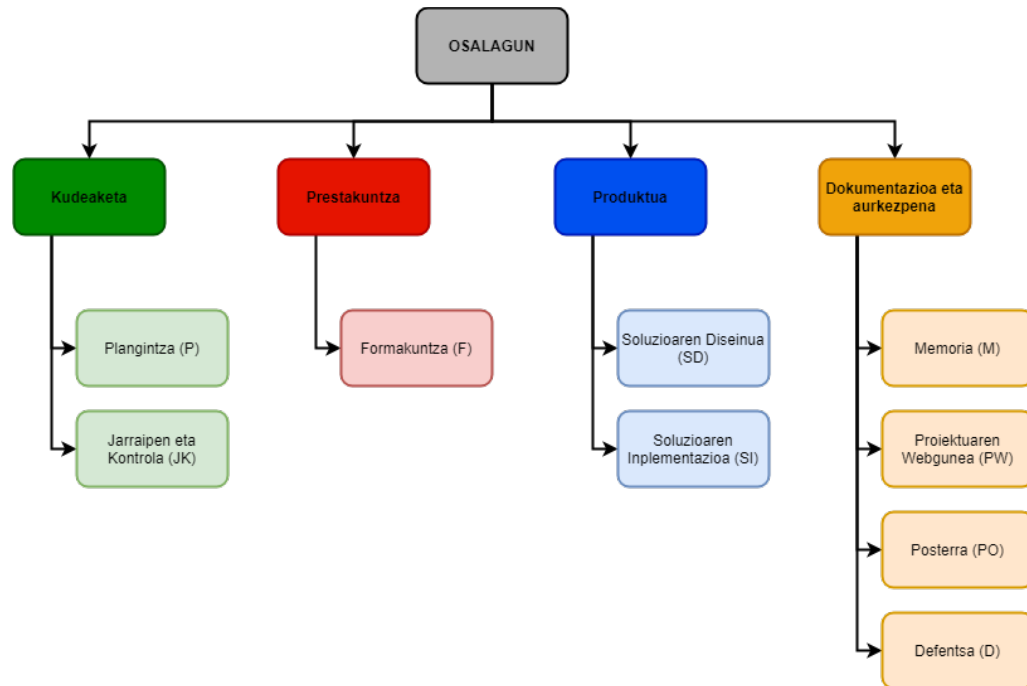 OSALAGUN
Kudeaketa
Prestakuntza
Produktua
Dokumentazioa eta
aurkezpena
Plangintza (P)
Formakuntza (F)
Soluzioaren Diseinua
(SD)
Memoria (M)
Jarraipen eta
Kontrola (JK)
Soluzioaren
Inplementazioa (SI)
Proiektuaren
Webgunea (PW)
Posterra (PO)
Defentsa (D)